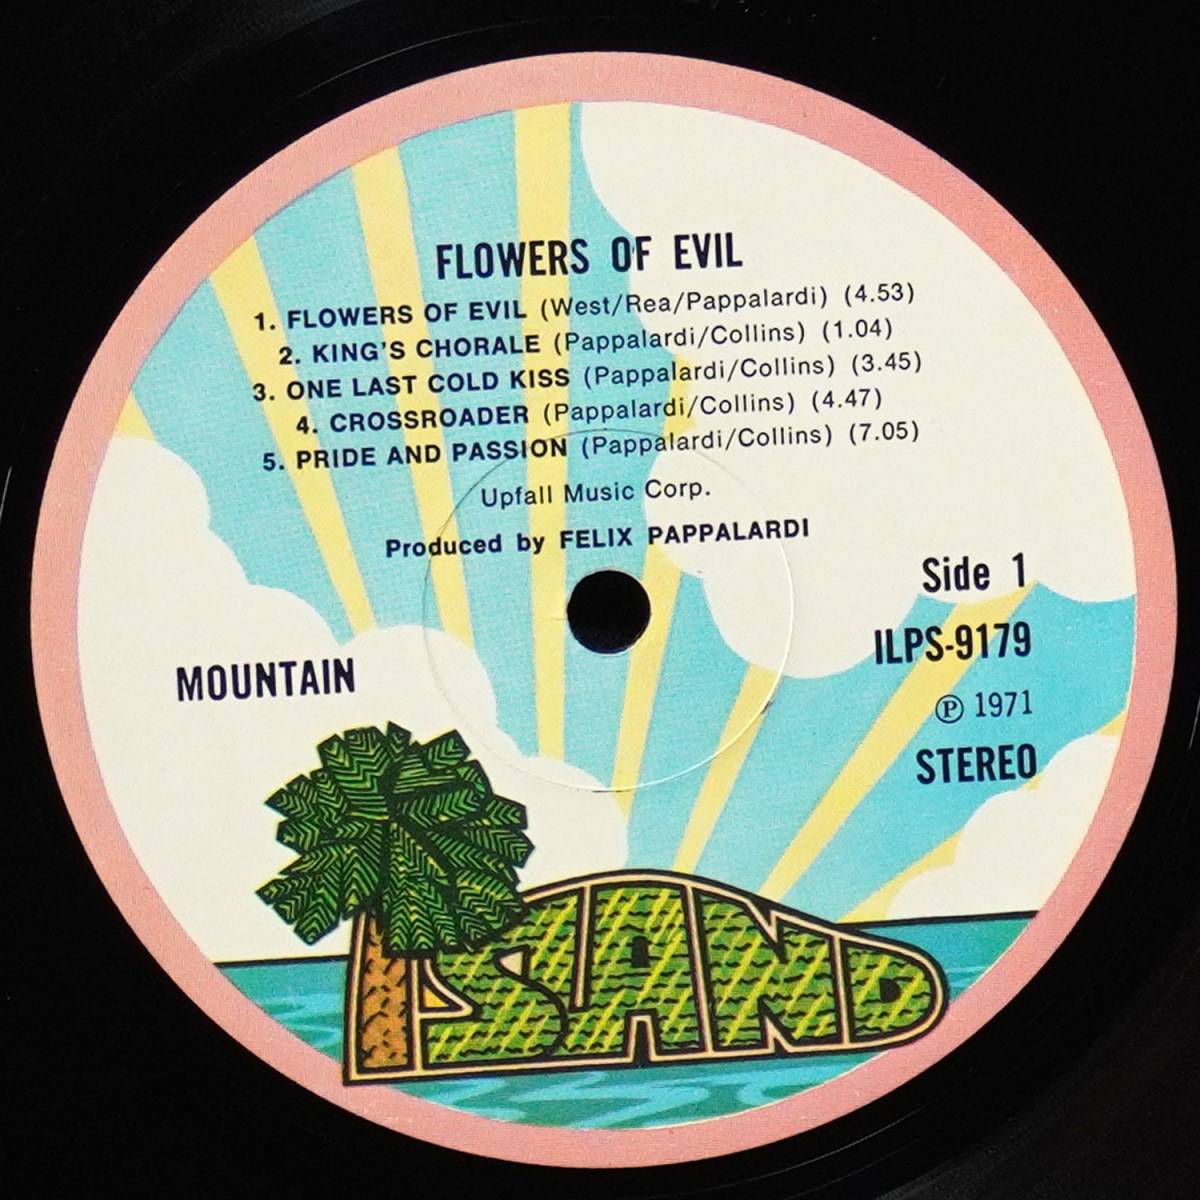 FLOWERS OF EVIL
1. FLOWERS OF EVIL (West/Rea/Pappalardi) (4.53)
2. KING'S CHORALE (Pappalardi/Collins) (1.04)
3. ONE LAST COLD KISS (Pappalardi/Collins) (3.45)
4. CROSSROADER (Pappalardi/Collins) (4.47)
5. PRIDE AND PASSION (Pappalardi/Collins) (7.05)
Upfall Music Corp.
Produced by FELIX PAPPALARDI
Side 1
ILPS-9179
MOUNTAIN
℗ 1971
STEREO
ISLAND